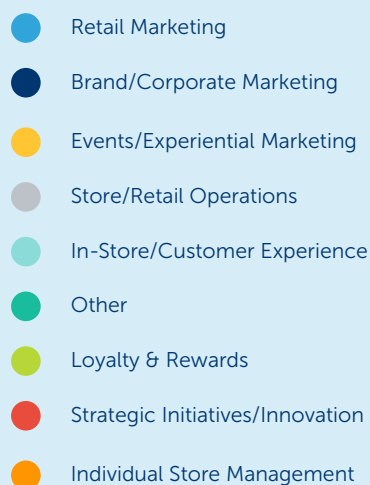 Retail Marketing
Brand/Corporate Marketing
Events/Experiential Marketing
Store/Retail Operations
In-Store/Customer Experience
Other
Loyalty & Rewards
Strategic Initiatives/Innovation
Individual Store Management